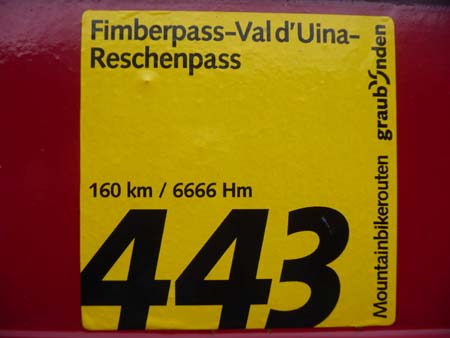 Fimberpass-Val d'Uina-
Reschenpass
160 km / 6666 Hm
443
Mountainbikerouten graubünden